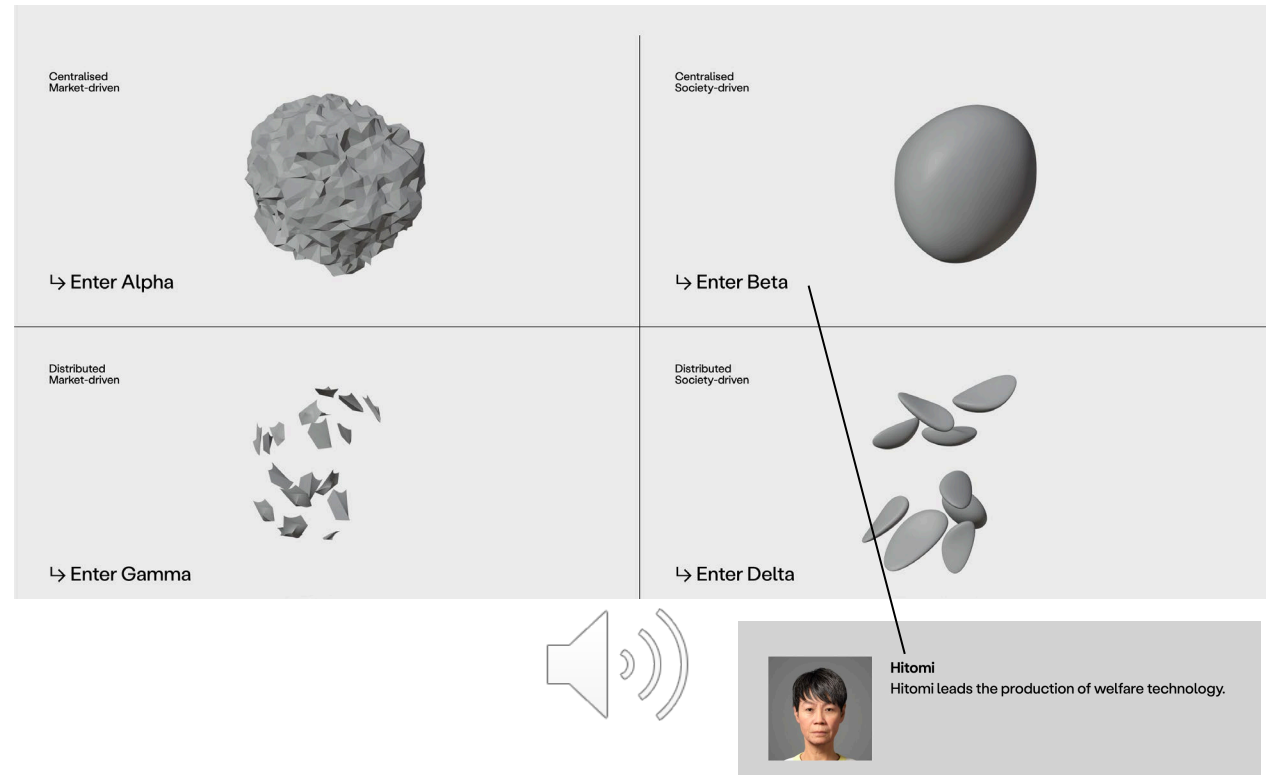 Centralised
Market-driven
↳ Enter Alpha
Centralised
Society-driven
↳ Enter Beta
Distributed
Market-driven
↳ Enter Gamma
Distributed
Society-driven
↳ Enter Delta
Hitomi
Hitomi leads the production of welfare technology.